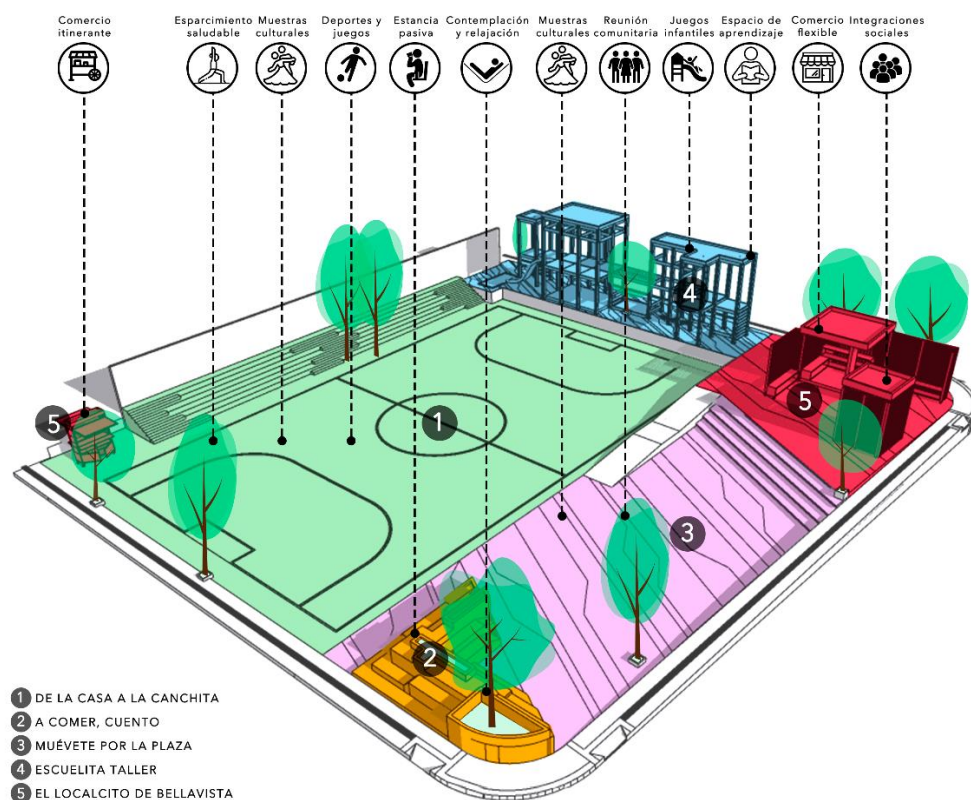 Comercio
itinerante
Esparcimiento
saludable
Muestras
culturales
Deportes y
juegos
Estancia
pasiva
Contemplación
y relajación
Muestras
culturales
Reunión
comunitaria
Juegos
infantiles
Espacio de
aprendizaje
Comercio
flexible
Integraciones
sociales
4
5
5
1
3
2
1 DE LA CASA A LA CANCHITA
2 A COMER, CUENTO
3 MUÉVETE POR LA PLAZA
4 ESCUELITA TALLER
5 EL LOCALCITO DE BELLAVISTA